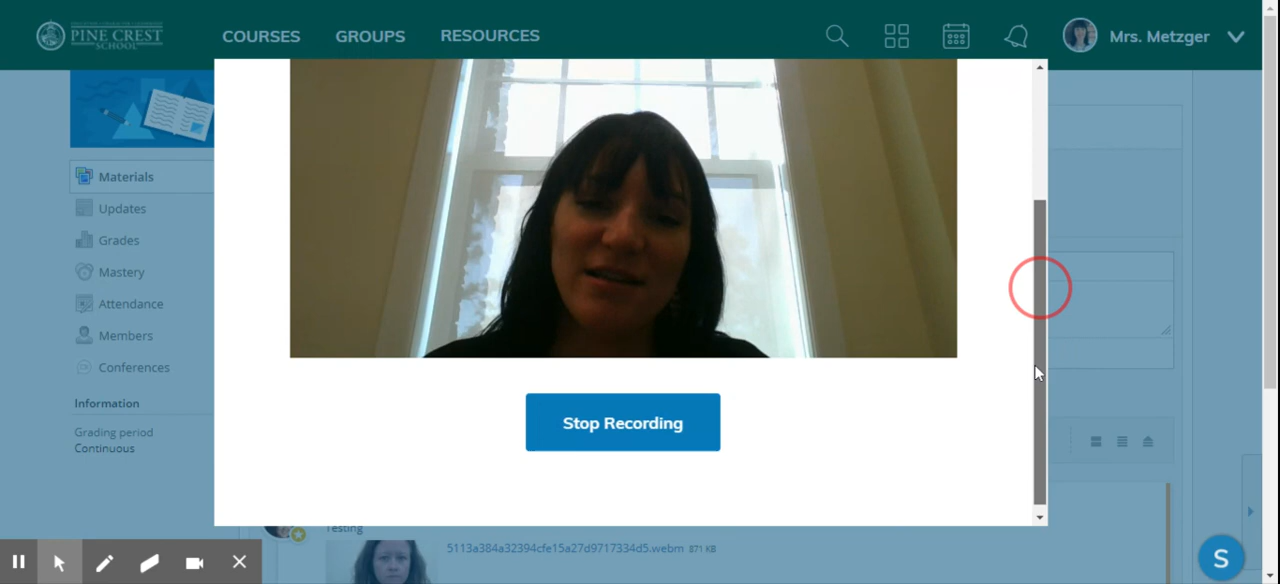 PINE CREST
SCHOOL
COURSES GROUPS RESOURCES Mrs. Metzger
Materials
Updates
Grades
Mastery
Attendance
Members
Conferences
Information
Grading period
Continuous
Stop Recording
Testing
5113a384a32394cfe15a27d9717334d5.webm 871 KB
S